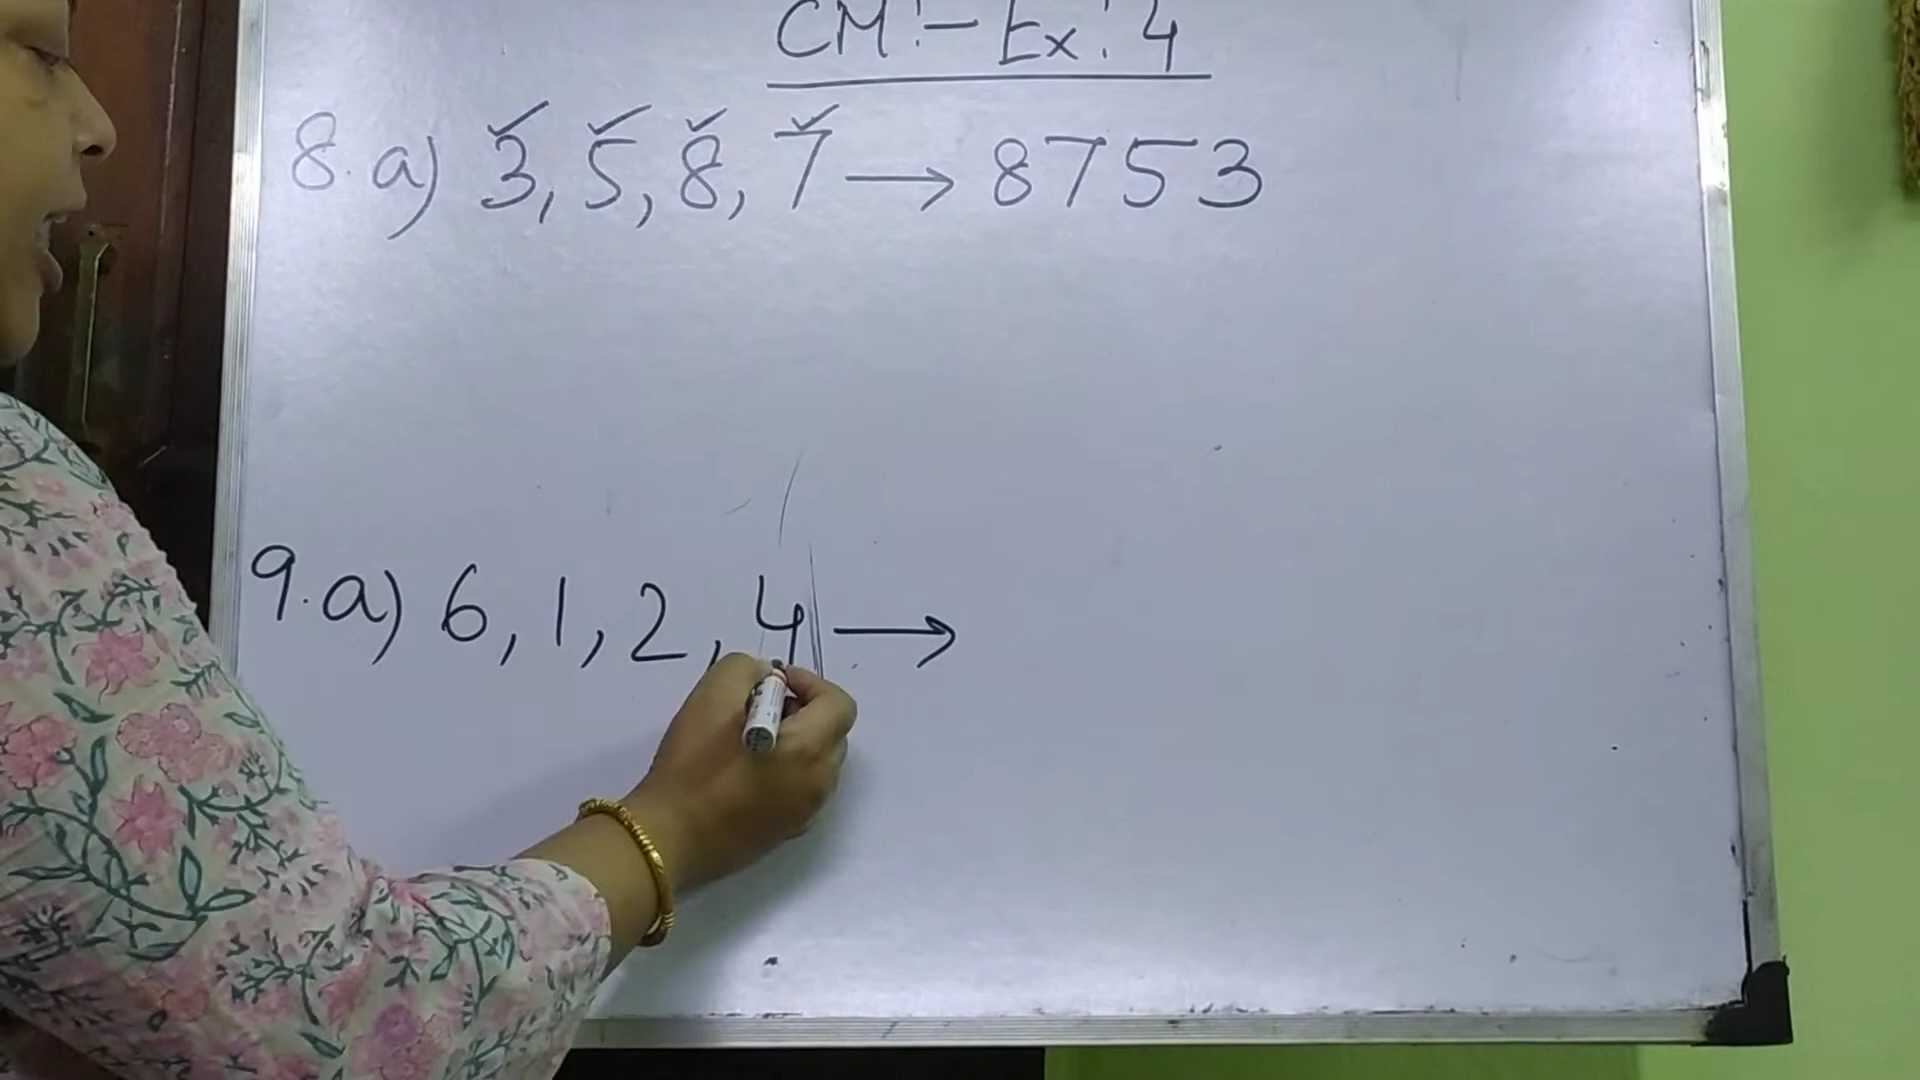 CM:- Ex: 4
8. a) 3, 5, 8, 7 → 8753
9. a) 6, 1, 2, 4 →